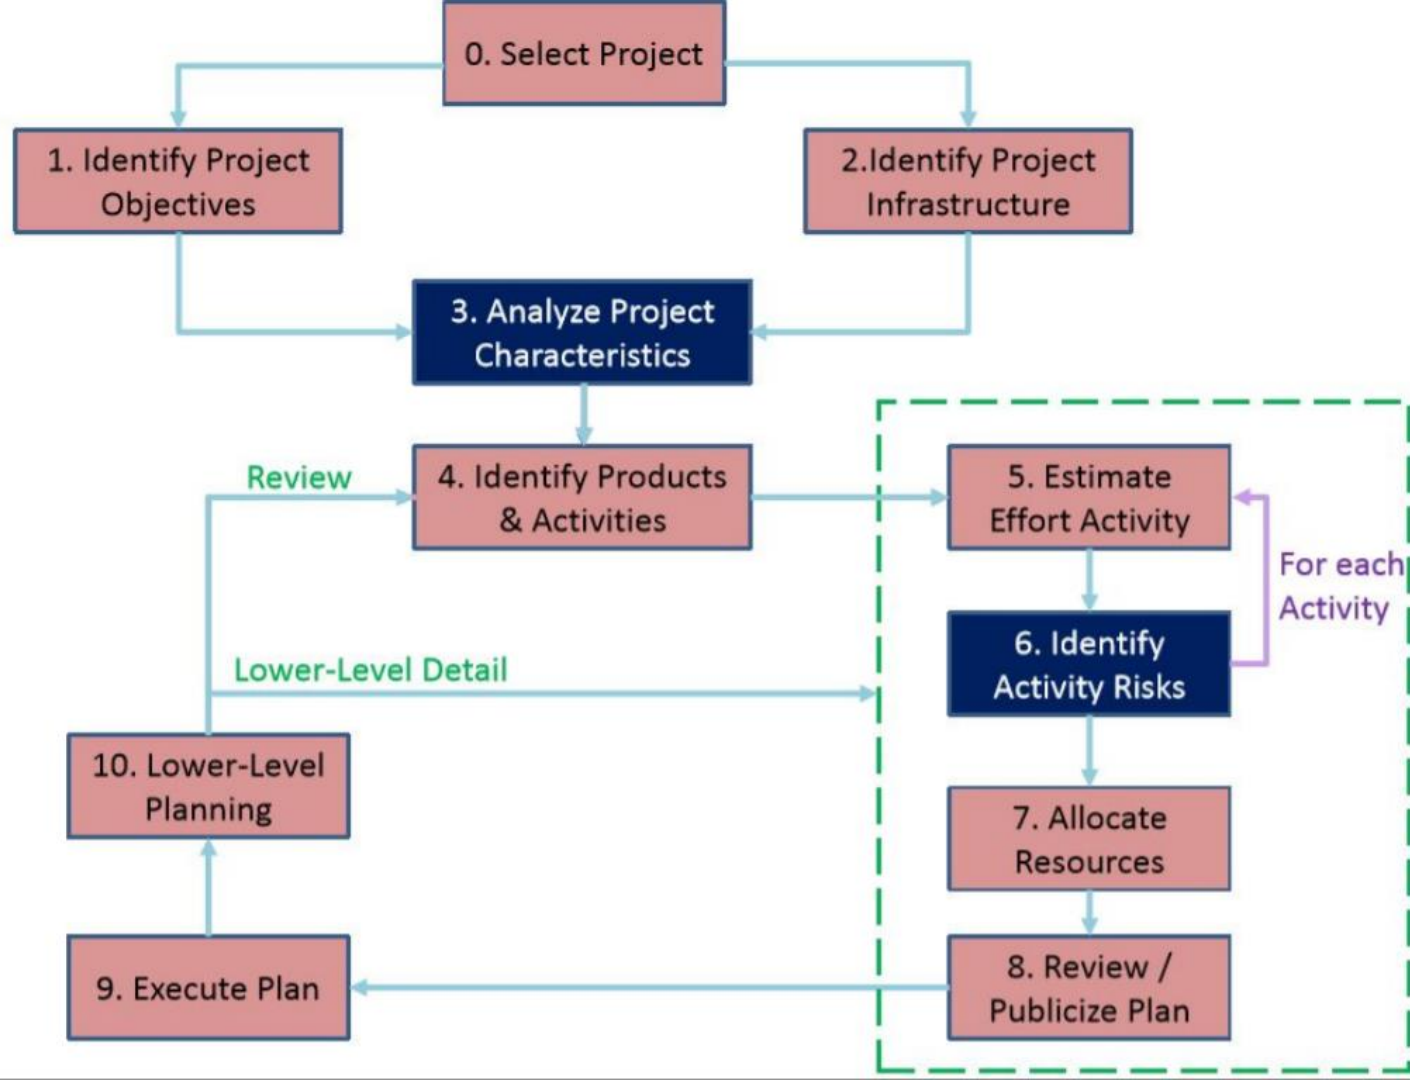 0. Select Project
1. Identify Project
Objectives
2.Identify Project
Infrastructure
3. Analyze Project
Characteristics
Review
4. Identify Products
& Activities
5. Estimate
Effort Activity
For each
Activity
6. Identify
Activity Risks
Lower-Level Detail
10. Lower-Level
Planning
7. Allocate
Resources
9. Execute Plan
8. Review /
Publicize Plan